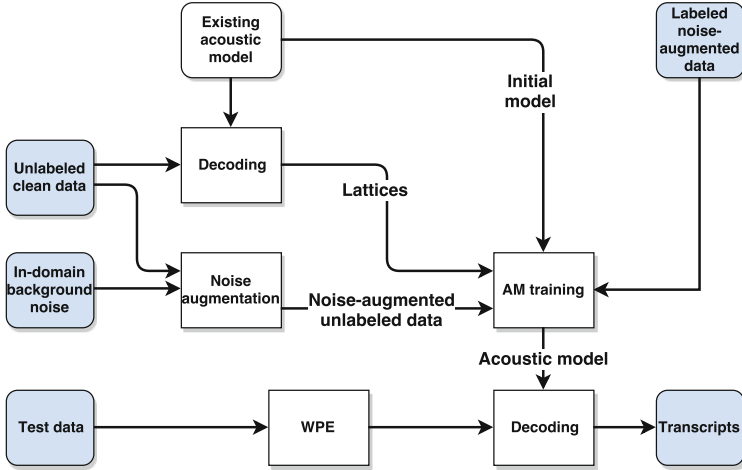 Existing
acoustic
model
Labeled
noise-
augmented
data
Initial
model
Unlabeled
clean data
Decoding
Lattices
In-domain
background
noise
Noise
augmentation
Noise-augmented
unlabeled data
AM training
Acoustic model
Test data
WPE
Decoding
Transcripts